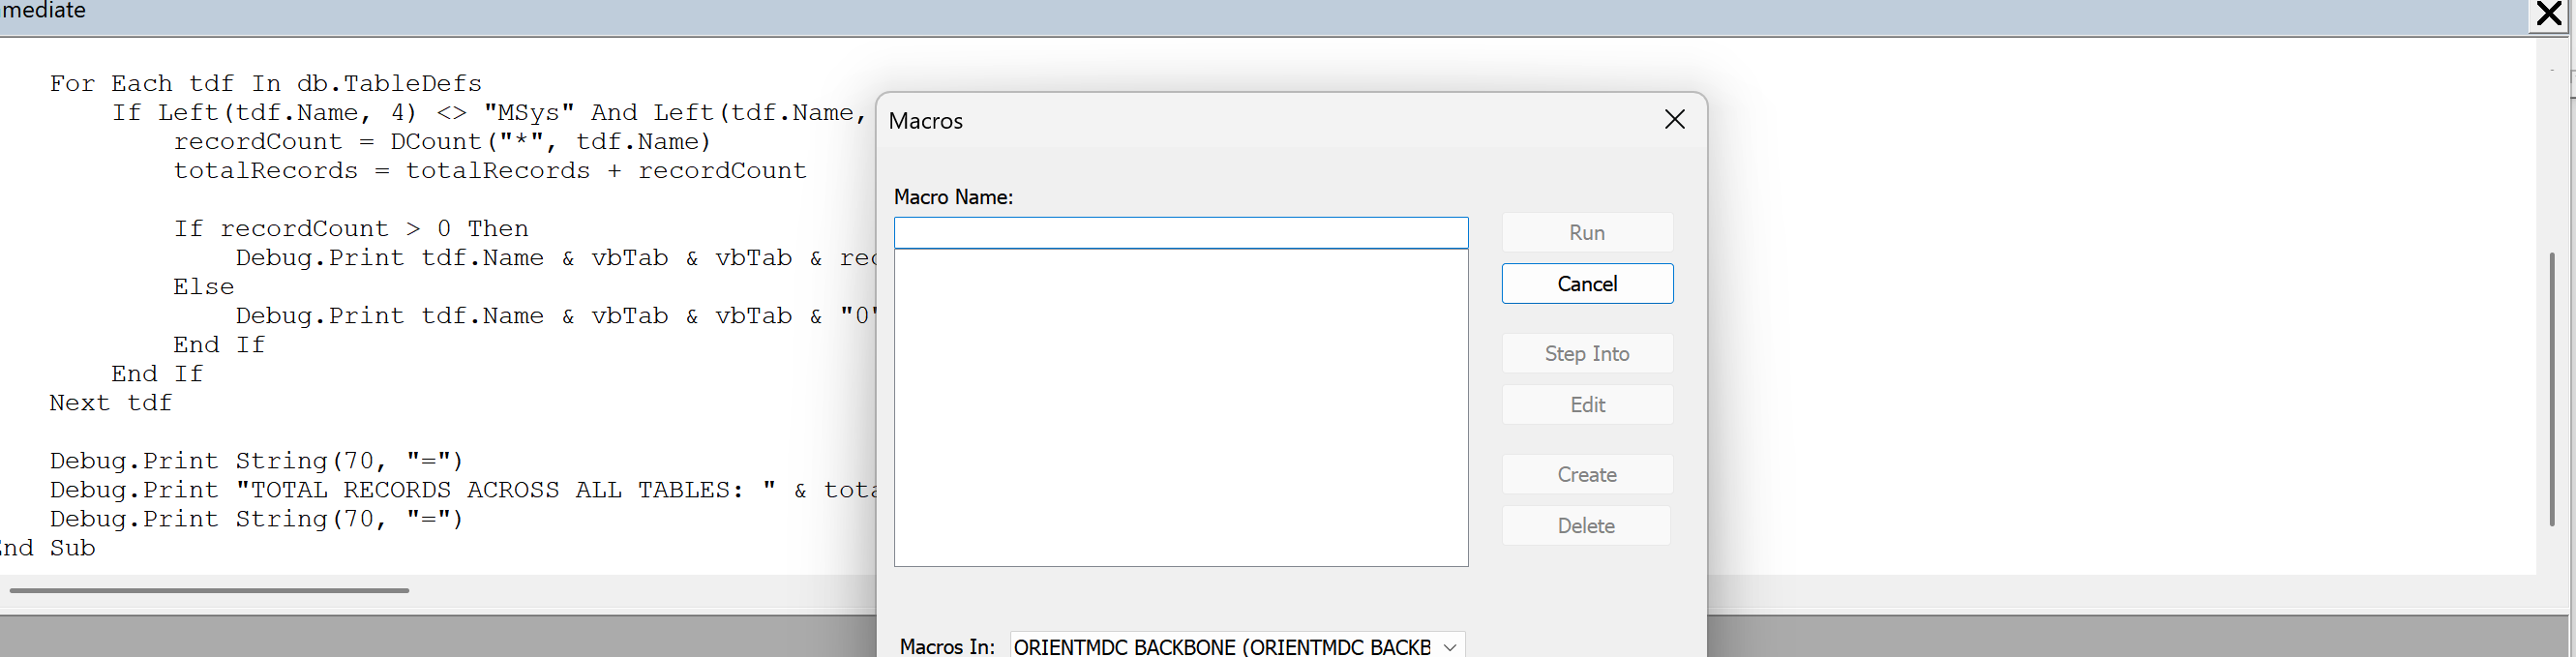 mmediate
For Each tdf In db.TableDefs
If Left(tdf.Name, 4) <> "MSys" And Left(tdf.Name,
recordCount = DCount("*", tdf.Name)
totalRecords = totalRecords + recordCount
If recordCount > 0 Then
Debug.Print tdf.Name & vbTab & vbTab & rec
Else
Debug.Print tdf.Name & vbTab & vbTab & "0"
End If
End If
Next tdf
Debug.Print String(70, "=")
Debug.Print "TOTAL RECORDS ACROSS ALL TABLES: " & tota
Debug.Print String(70, "=")
End Sub
Macros
Macro Name:
Run
Cancel
Step Into
Edit
Create
Delete
Macros In: ORIENTMDC BACKBONE (ORIENTMDC BACKB